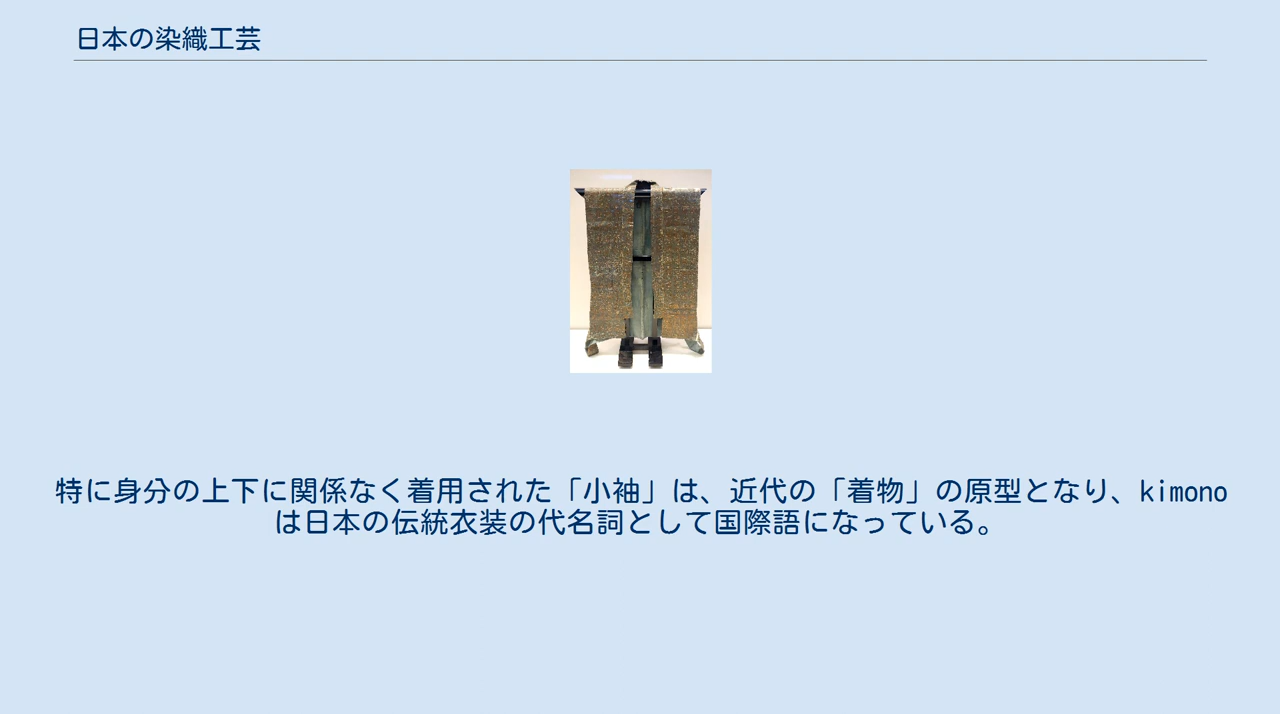 日本の染織工芸
特に身分の上下に関係なく着用された「小袖」は、近代の「着物」の原型となり、kimono
は日本の伝統衣装の代名詞として国際語になっている。